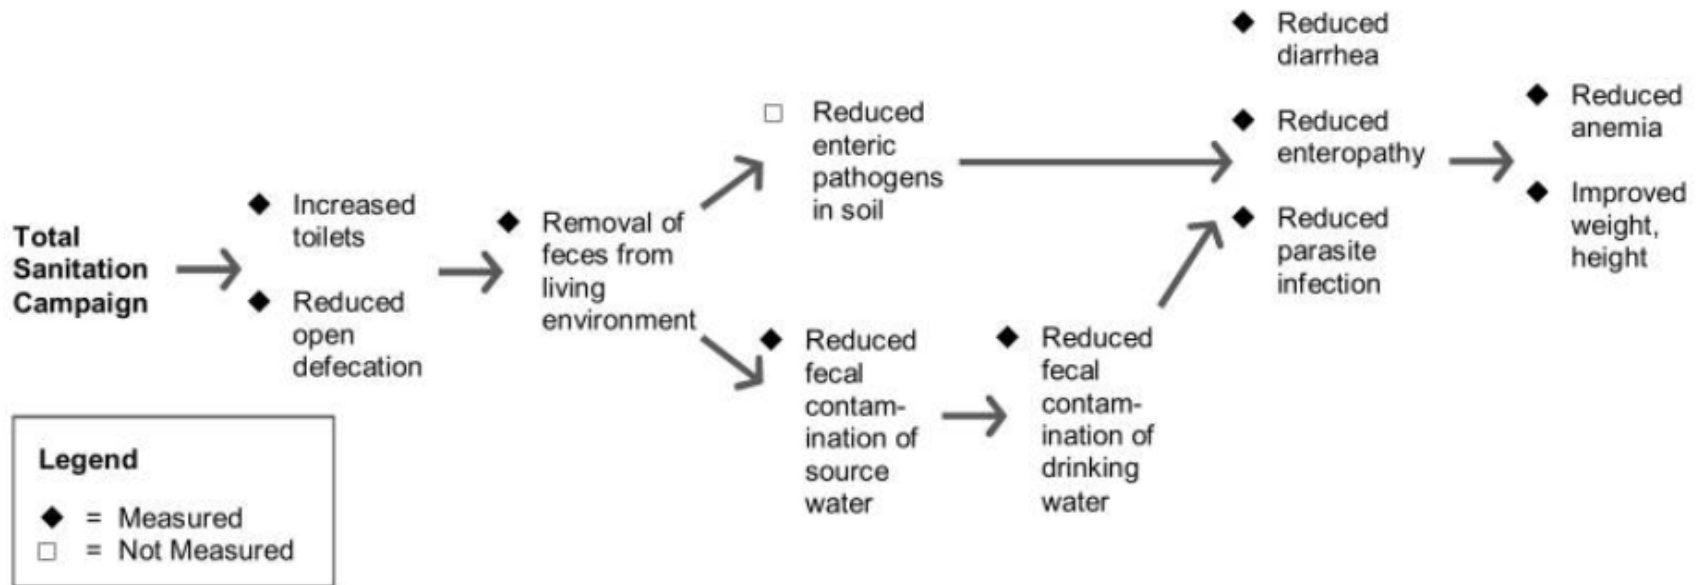 Total
Sanitation
Campaign
◆ Increased
toilets
◆ Reduced
open
defecation
◆ Removal of
feces from
living
environment
□ Reduced
enteric
pathogens
in soil
◆ Reduced
fecal
contam-
ination of
source
water
◆ Reduced
fecal
contam-
ination of
drinking
water
◆ Reduced
diarrhea
◆ Reduced
enteropathy
◆ Reduced
parasite
infection
◆ Reduced
anemia
◆ Improved
weight,
height
Legend
◆ = Measured
□ = Not Measured